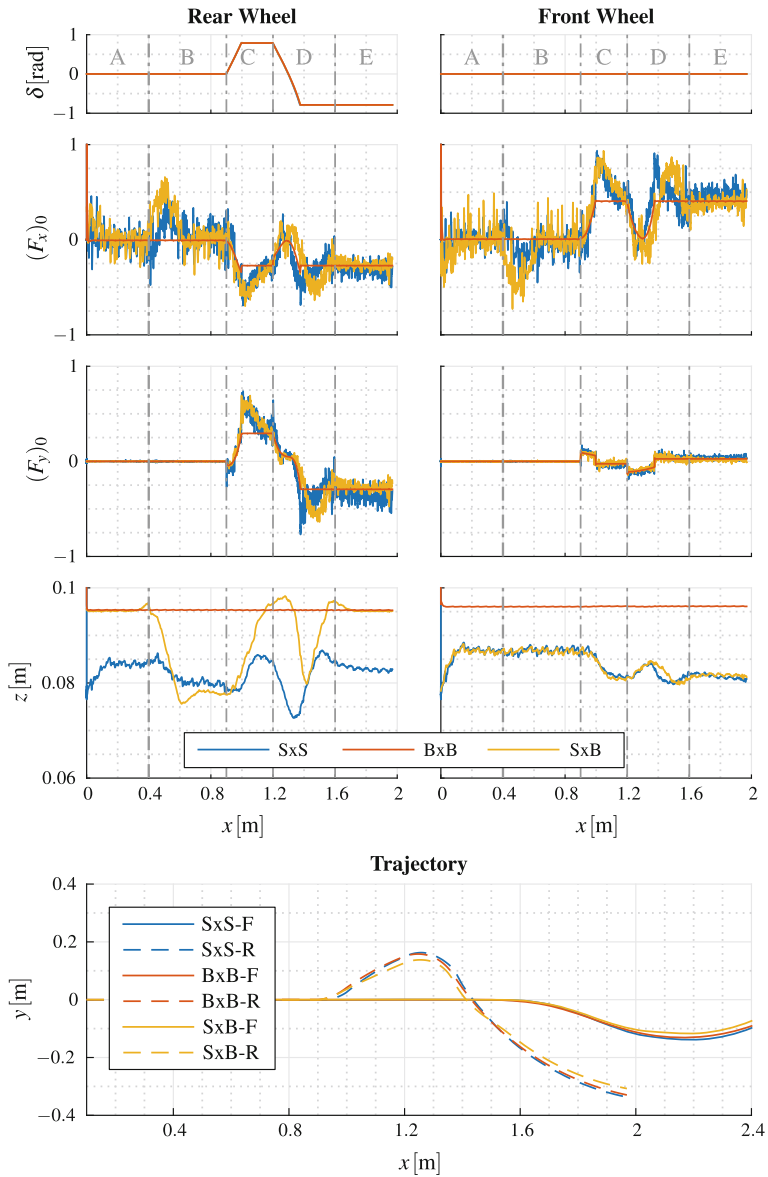 Rear Wheel Front Wheel
1
0
−1
δ [rad]
A B C D E
A B C D E
1
0
−1
(Fx)0
1
0
−1
(Fy)0
0.1
0.08
0.06
z [m]
SxS BxB SxB
0 0.4 0.8 1.2 1.6 2
0 0.4 0.8 1.2 1.6 2
x [m] x [m]
Trajectory
0.4
0.2
0
−0.2
−0.4
y [m]
SxS-F
SxS-R
BxB-F
BxB-R
SxB-F
SxB-R
0.4 0.8 1.2 1.6 2 2.4
x [m]